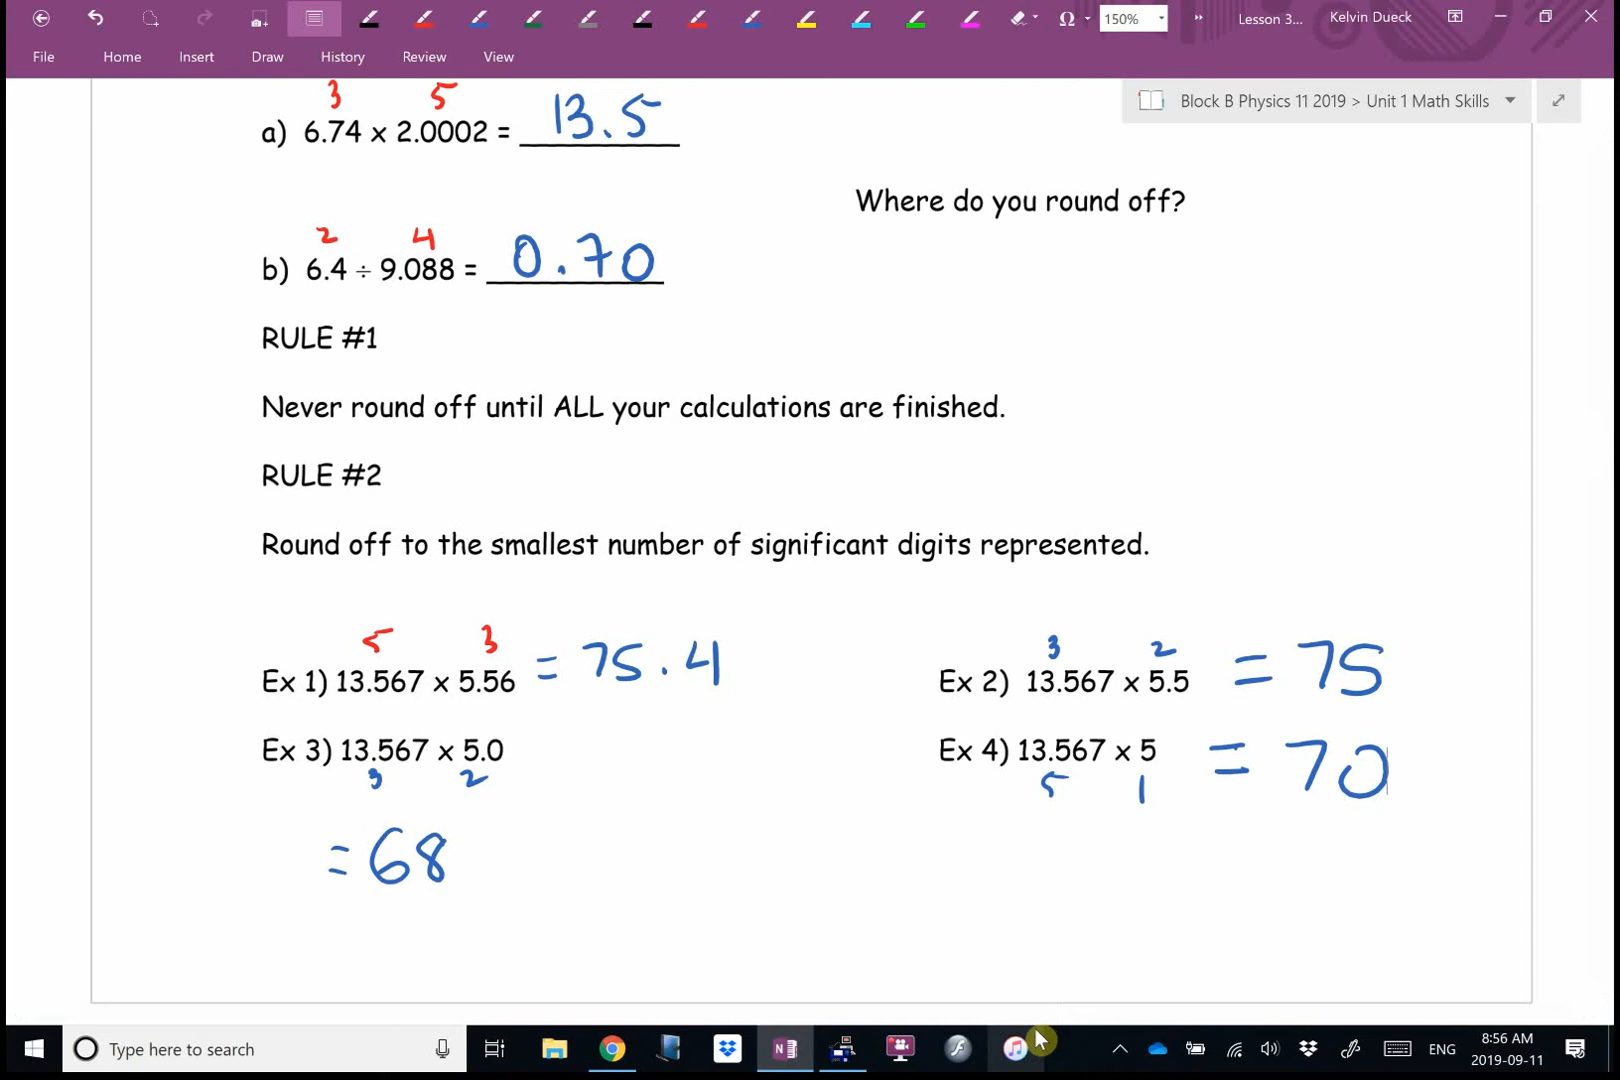 150% Lesson 3... Kelvin Dueck
File Home Insert Draw History Review View
Block B Physics 11 2019 > Unit 1 Math Skills
3 5
a) 6.74 x 2.0002 = 13.5
Where do you round off?
2 4
b) 6.4 ÷ 9.088 = 0.70
RULE #1
Never round off until ALL your calculations are finished.
RULE #2
Round off to the smallest number of significant digits represented.
5 3
Ex 1) 13.567 x 5.56 = 75.4
3 2
Ex 2) 13.567 x 5.5 = 75
Ex 3) 13.567 x 5.0
3 2
= 68
Ex 4) 13.567 x 5 = 70
5 1
Type here to search
ENG
8:56 AM
2019-09-11